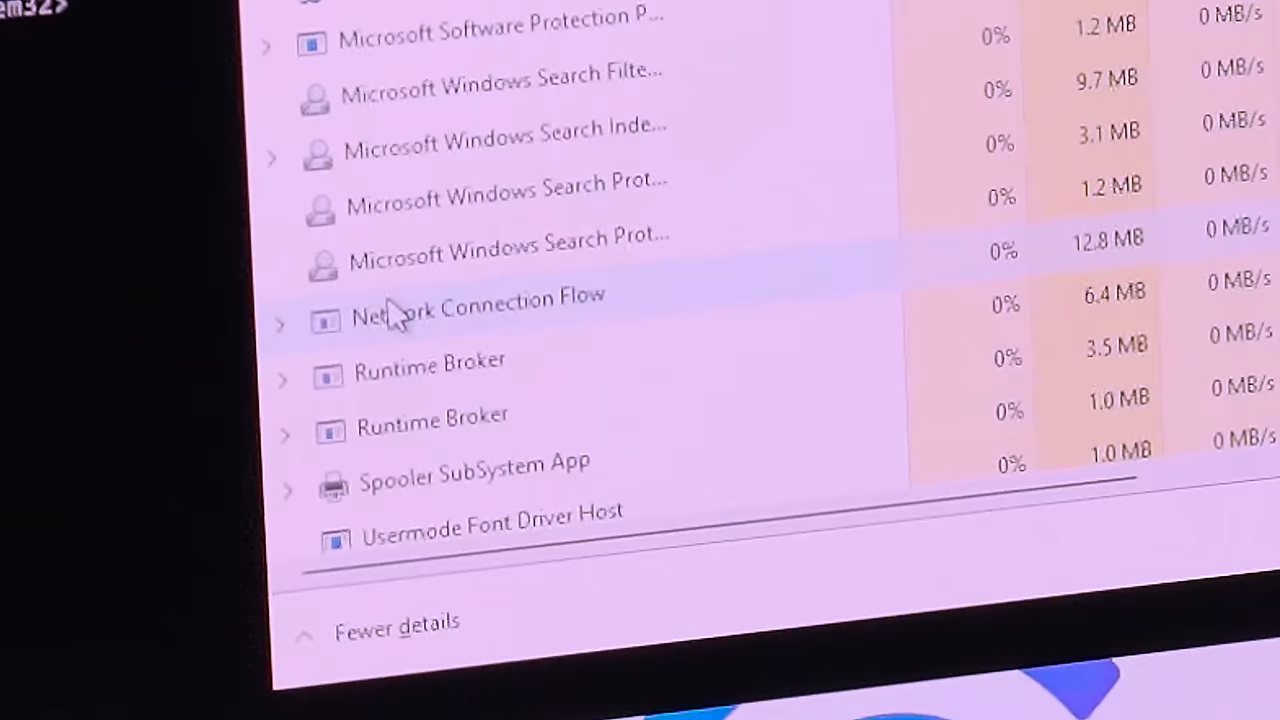 em32>
Microsoft Software Protection P... 0% 1.2 MB 0 MB/s
Microsoft Windows Search Filte... 0% 9.7 MB 0 MB/s
Microsoft Windows Search Inde... 0% 3.1 MB 0 MB/s
Microsoft Windows Search Prot... 0% 1.2 MB 0 MB/s
Microsoft Windows Search Prot... 0% 12.8 MB 0 MB/s
Network Connection Flow 0% 6.4 MB 0 MB/s
Runtime Broker 0% 3.5 MB 0 MB/s
Runtime Broker 0% 1.0 MB 0 MB/s
Spooler SubSystem App 0% 1.0 MB 0 MB/s
Usermode Font Driver Host
Fewer details